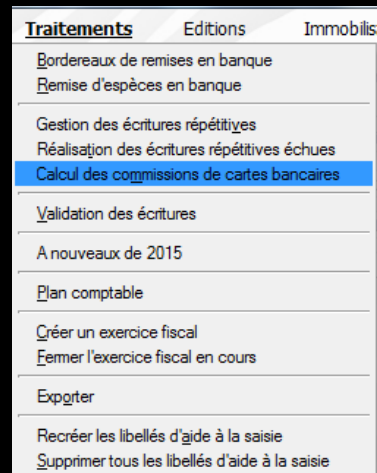 Traitements Editions Immobilis
Bordereaux de remises en banque
Remise d'espèces en banque
Gestion des écritures répétitives
Réalisation des écritures répétitives échues
Calcul des commissions de cartes bancaires
Validation des écritures
A nouveaux de 2015
Plan comptable
Créer un exercice fiscal
Fermer l'exercice fiscal en cours
Exporter
Recréer les libellés d'aide à la saisie
Supprimer tous les libellés d'aide à la saisie